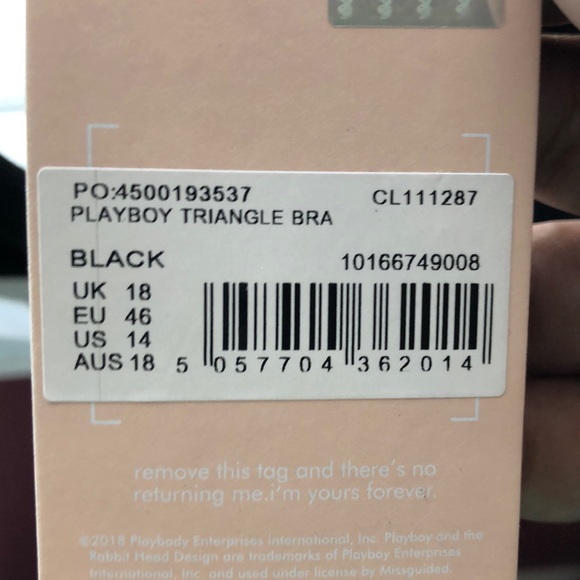 PO:4500193537 CL111287
PLAYBOY TRIANGLE BRA
BLACK 10166749008
UK 18
EU 46
US 14
AUS 18
5 057704 362014
remove this tag and there's no
returning me.i'm yours forever.
©2018 Playbody Enterprises International, Inc. Playboy and the
Rabbit Head Design are trademarks of Playboy Enterprises
International, Inc. and used under license by Missguided.